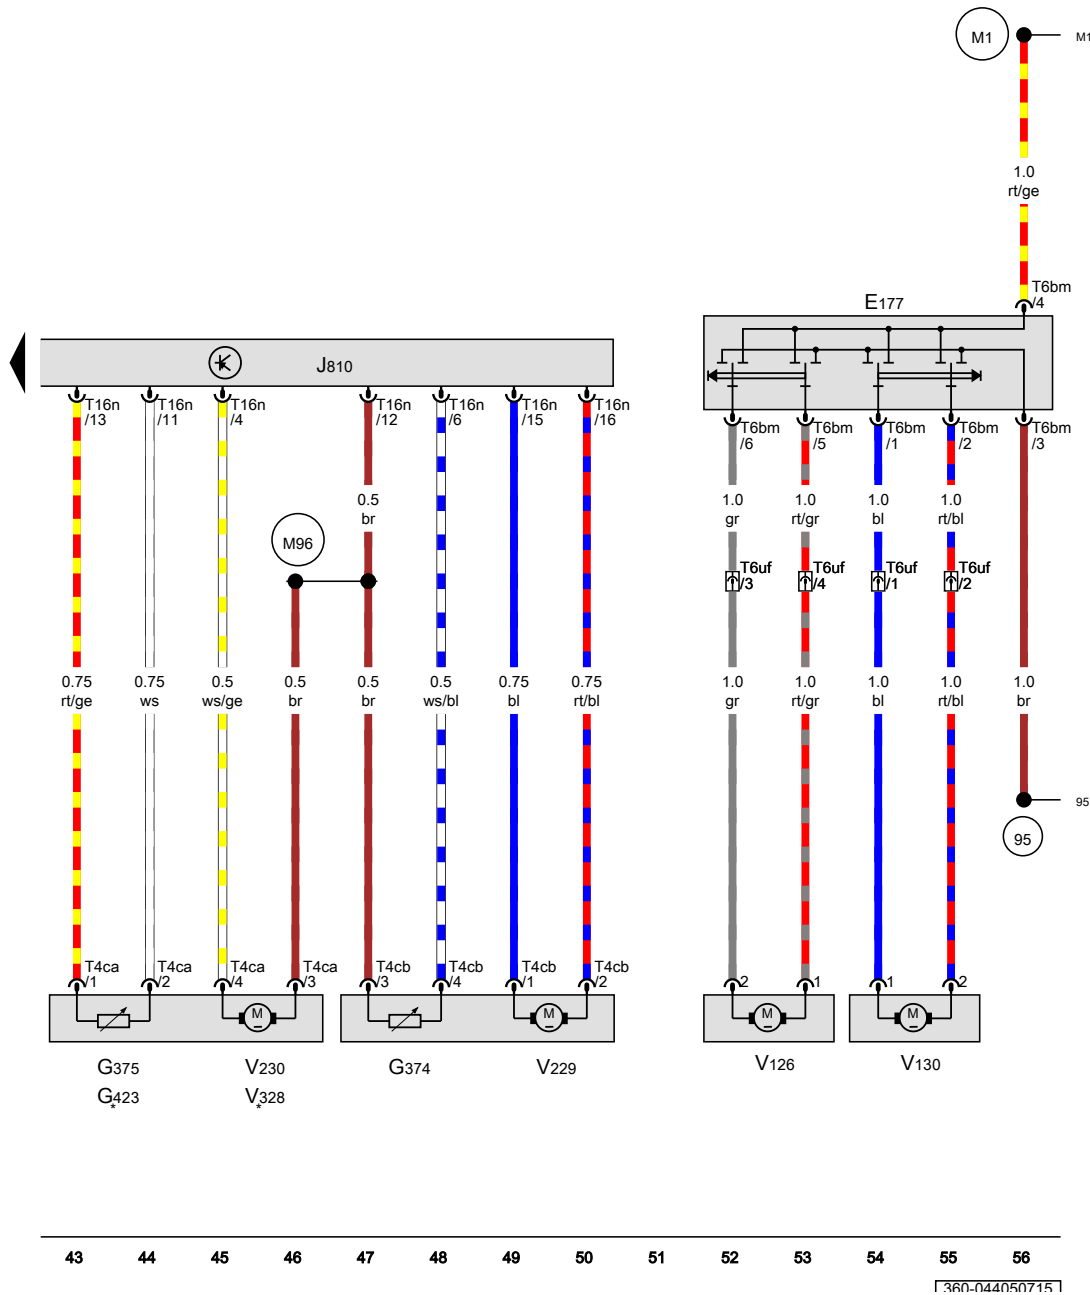 M1
M1
1.0
rt/ge
T6bm
/4
E177
J810
T16n
/13
T16n
/11
T16n
/4
T16n
/12
T16n
/6
T16n
/15
T16n
/16
T6bm
/6
T6bm
/5
T6bm
/1
T6bm
/2
T6bm
/3
0.5
br
1.0
gr
1.0
rt/gr
1.0
bl
1.0
rt/bl
M96
T6uf
/3
T6uf
/4
T6uf
/1
T6uf
/2
0.75
rt/ge
0.75
ws
0.5
ws/ge
0.5
br
0.5
br
0.5
ws/bl
0.75
bl
0.75
rt/bl
1.0
gr
1.0
rt/gr
1.0
bl
1.0
rt/bl
1.0
br
95
95
T4ca
/1
T4ca
/2
T4ca
/4
T4ca
/3
T4cb
/3
T4cb
/4
T4cb
/1
T4cb
/2
2
1
1
2
M
M
M
M
G375
V230
G374
V229
V126
V130
G423
*
V328
*
43 44 45 46 47 48 49 50 51 52 53 54 55 56
360-044050715